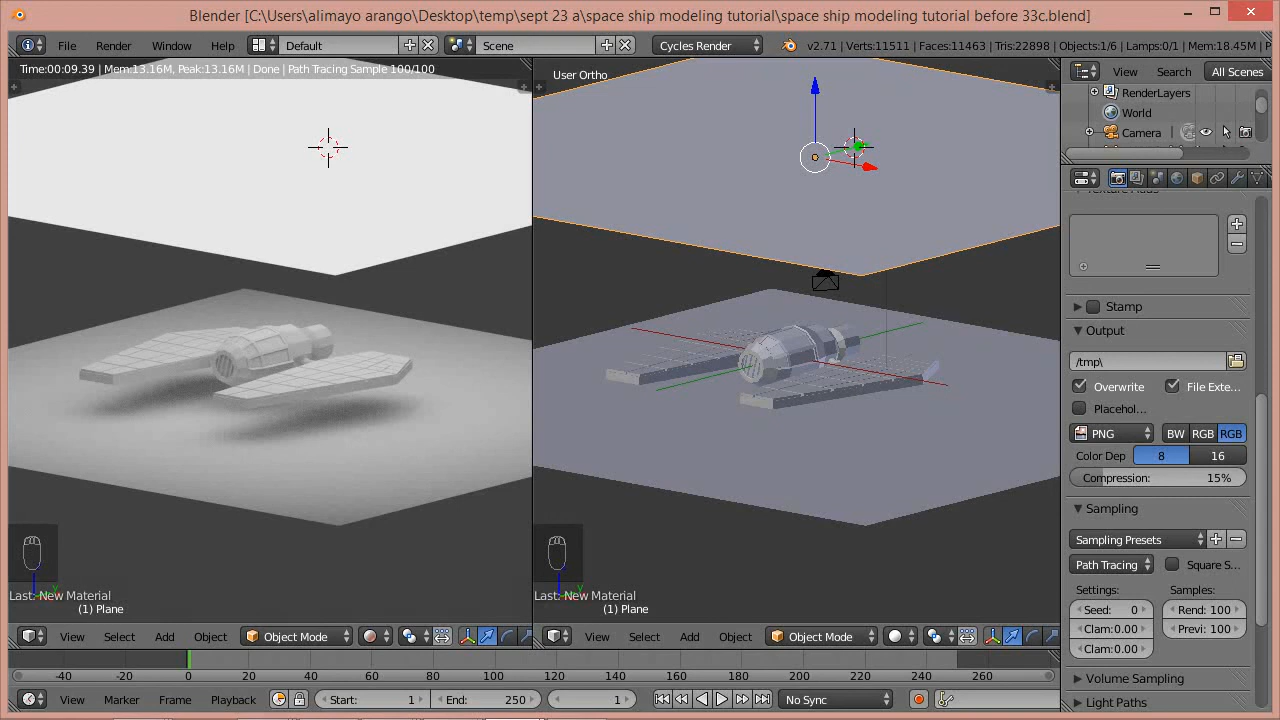 Blender [C:\Users\alimayo arango\Desktop\temp\sept 23 a\space ship modeling tutorial\space ship modeling tutorial before 33c.blend]
File Render Window Help Default Scene Cycles Render v2.71 | Verts:11511 | Faces:11463 | Tris:22898 | Objects:1/6 | Lamps:0/1 | Mem:18.45M | P
Time:00:09.39 | Mem:13.16M, Peak:13.16M | Done | Path Tracing Sample 100/100
User Ortho
View Search All Scenes
RenderLayers
World
Camera
Stamp
Output
/tmp\
Overwrite File Exte...
Placehol...
PNG BW RGB RGB
Color Dep 8 16
Compression: 15%
Sampling
Sampling Presets
Path Tracing Square S...
Settings: Samples:
Seed: 0 Rend: 100
Clam:0.00 Previ: 100
Clam:0.00
Volume Sampling
Light Paths
Last: New Material
(1) Plane
Last: New Material
(1) Plane
View Select Add Object Object Mode
View Select Add Object Object Mode
-40 -20 0 20 40 60 80 100 120 140 160 180 200 220 240 260
View Marker Frame Playback Start: 1 End: 250 1 No Sync